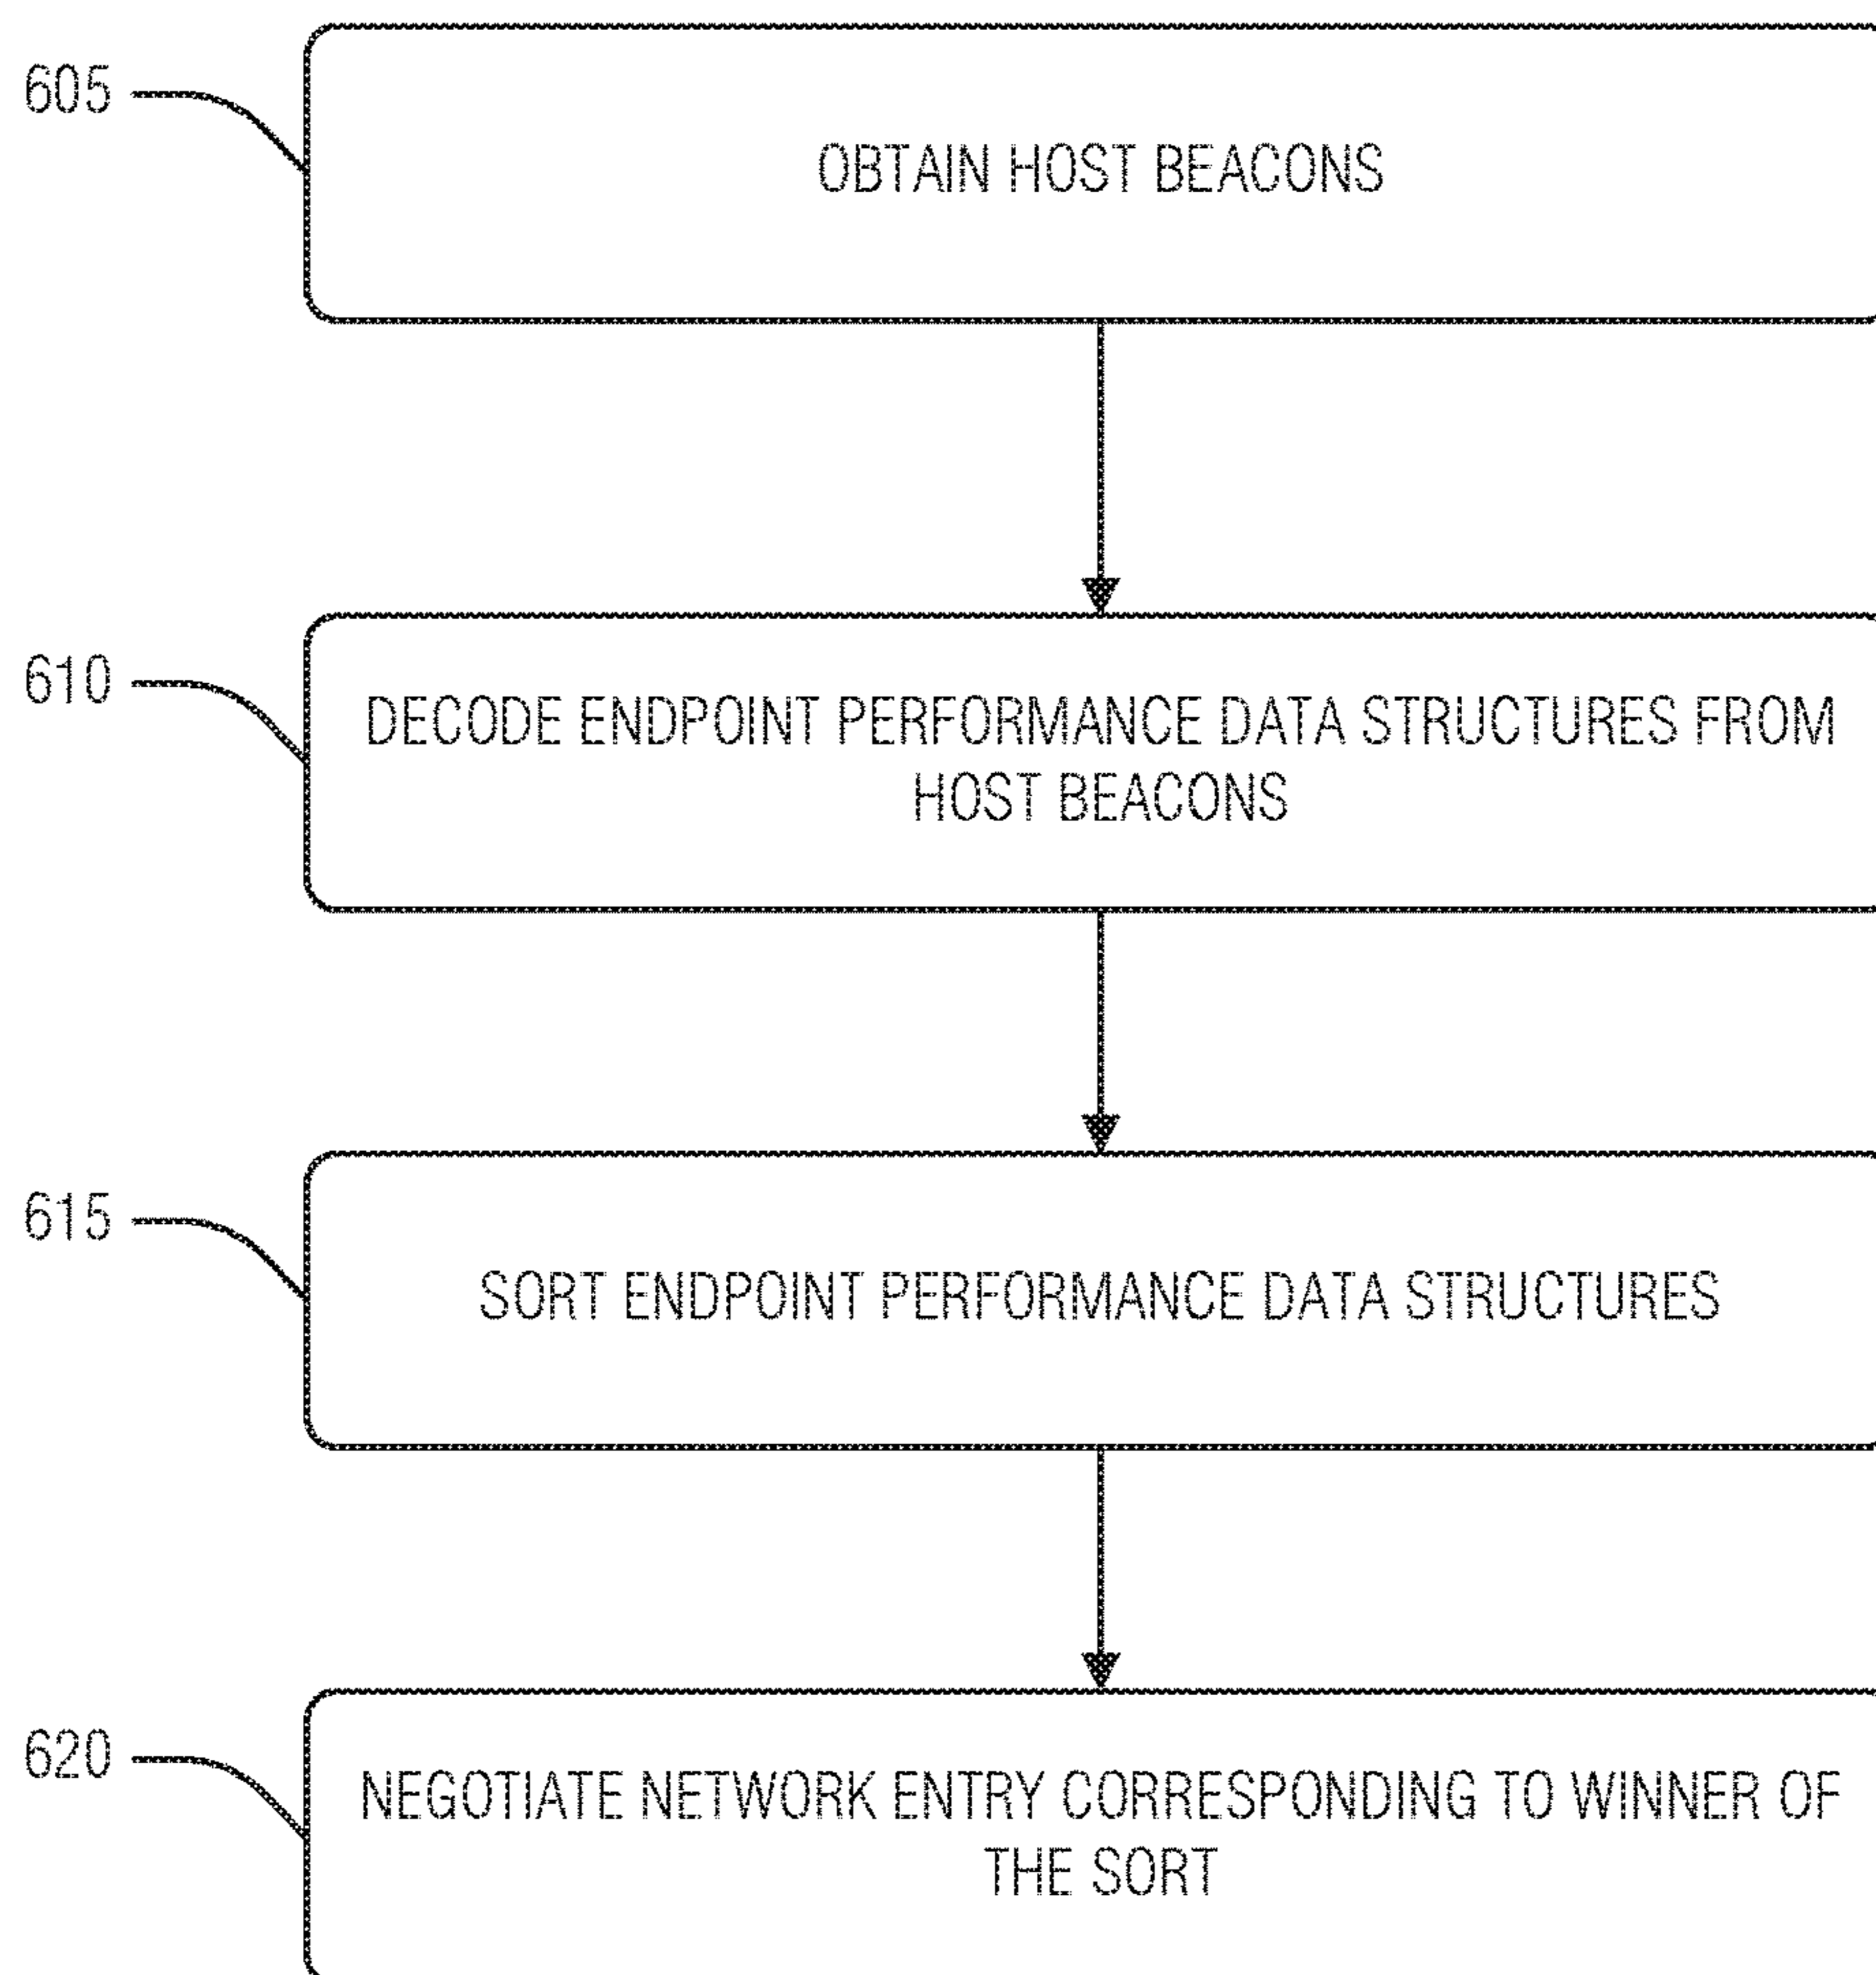 605
OBTAIN HOST BEACONS
610
DECODE ENDPOINT PERFORMANCE DATA STRUCTURES FROM
HOST BEACONS
615
SORT ENDPOINT PERFORMANCE DATA STRUCTURES
620
NEGOTIATE NETWORK ENTRY CORRESPONDING TO WINNER OF
THE SORT